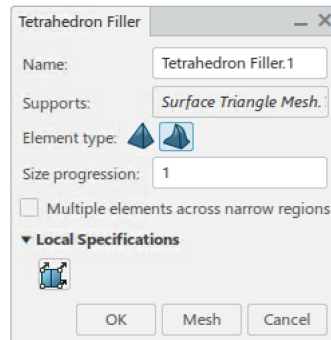 Tetrahedron Filler
Name: Tetrahedron Filler.1
Supports: Surface Triangle Mesh.
Element type:
Size progression: 1
Multiple elements across narrow regions
Local Specifications
OK Mesh Cancel